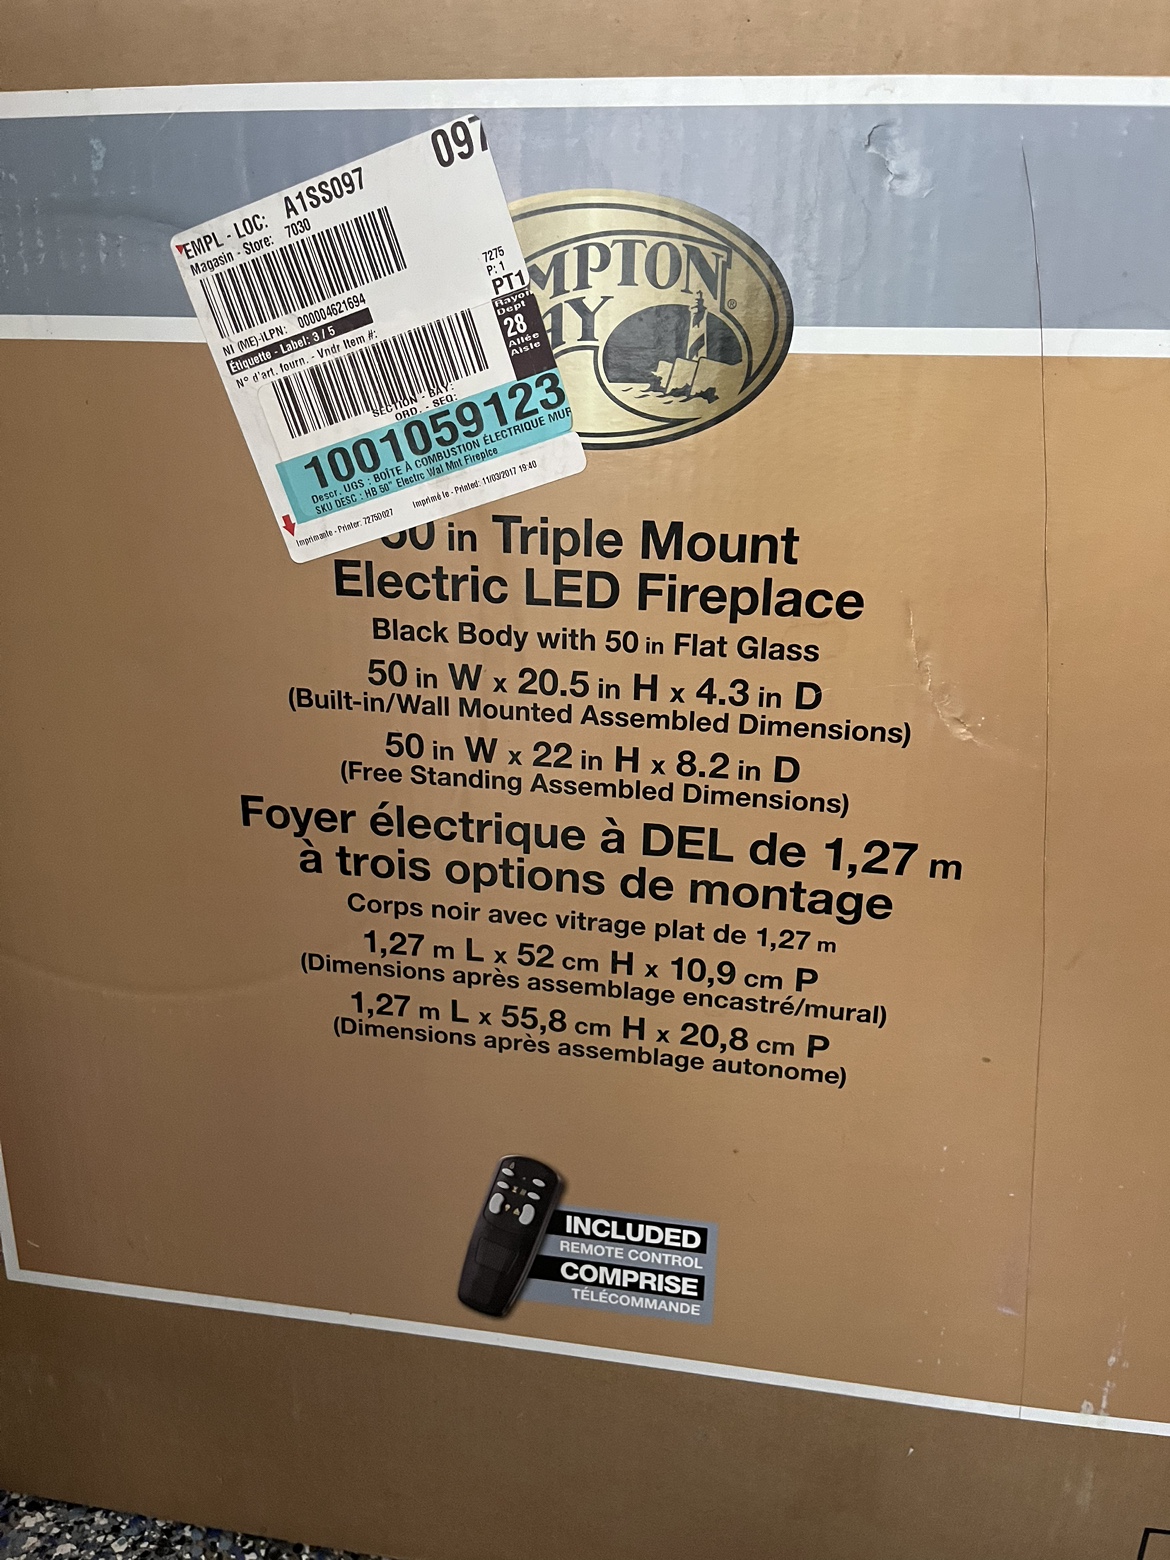 097
EMPL - LOC: A1SS097
Magasin - Store: 7030
7275
P: 1
PT1
NI (ME)-ILPN: 000004621694
Étiquette - Label: 3 / 5
N° d'art. fourn. - Vndr Item #:
Rayon
Dept
28
Allée
Aisle
SECTION - BAY:
ORD. - SEQ:
1001059123
Descr. UGS : BOÎTE À COMBUSTION ÉLECTRIQUE MUR
SKU DESC : HB 50" Electrc Wal Mnt Fireplce
Imprimante - Printer: 72750027 Imprimé le - Printed: 11/03/2017 19:40
MPTON ®
AY
50 in Triple Mount
Electric LED Fireplace
Black Body with 50 in Flat Glass
50 in W x 20.5 in H x 4.3 in D
(Built-in/Wall Mounted Assembled Dimensions)
50 in W x 22 in H x 8.2 in D
(Free Standing Assembled Dimensions)
Foyer électrique à DEL de 1,27 m
à trois options de montage
Corps noir avec vitrage plat de 1,27 m
1,27 m L x 52 cm H x 10,9 cm P
(Dimensions après assemblage encastré/mural)
1,27 m L x 55,8 cm H x 20,8 cm P
(Dimensions après assemblage autonome)
INCLUDED
REMOTE CONTROL
COMPRISE
TÉLÉCOMMANDE